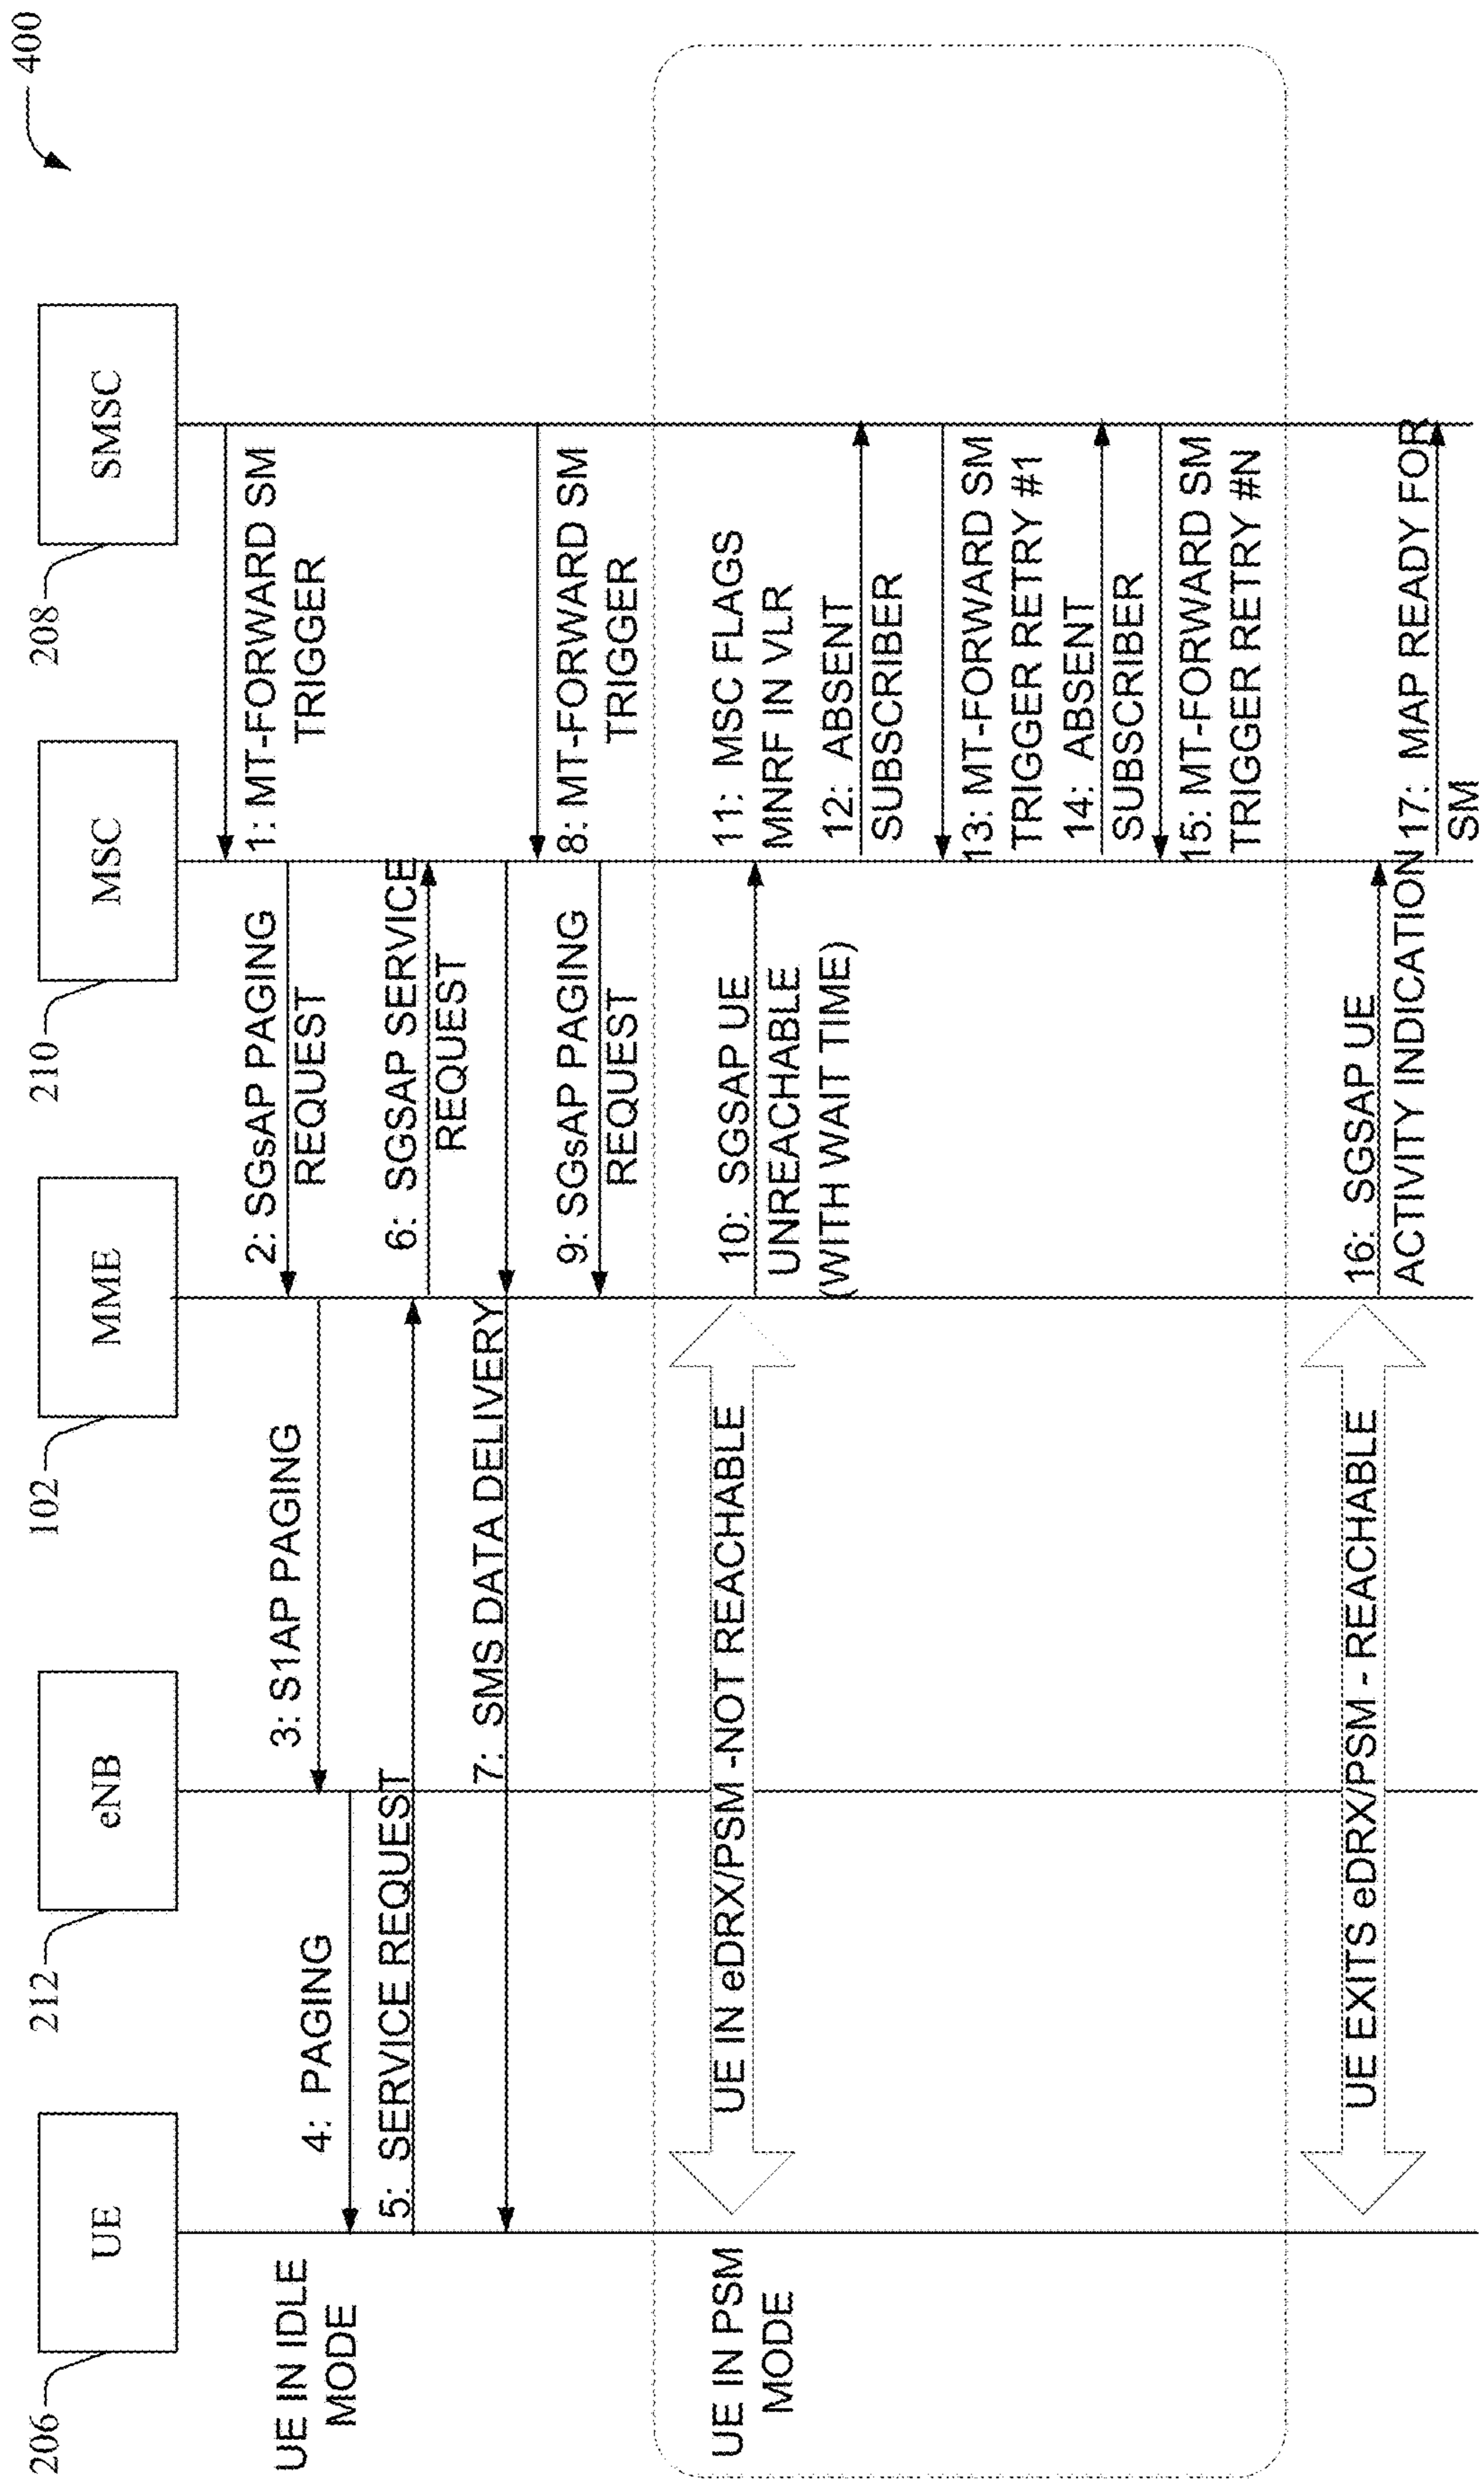 400
206
212
102
210
208
UE
eNB
MME
MSC
SMSC
UE IN IDLE
MODE
1: MT-FORWARD SM
TRIGGER
2: SGsAP PAGING
REQUEST
3: S1AP PAGING
4: PAGING
5: SERVICE REQUEST
6: SGSAP SERVICE
REQUEST
7: SMS DATA DELIVERY
8: MT-FORWARD SM
TRIGGER
9: SGsAP PAGING
REQUEST
UE IN PSM
MODE
UE IN eDRX/PSM -NOT REACHABLE
10: SGSAP UE
UNREACHABLE
(WITH WAIT TIME)
11: MSC FLAGS
MNRF IN VLR
12: ABSENT
SUBSCRIBER
13: MT-FORWARD SM
TRIGGER RETRY #1
14: ABSENT
SUBSCRIBER
15: MT-FORWARD SM
TRIGGER RETRY #N
UE EXITS eDRX/PSM - REACHABLE
16: SGSAP UE
ACTIVITY INDICATION
17: MAP READY FOR
SM